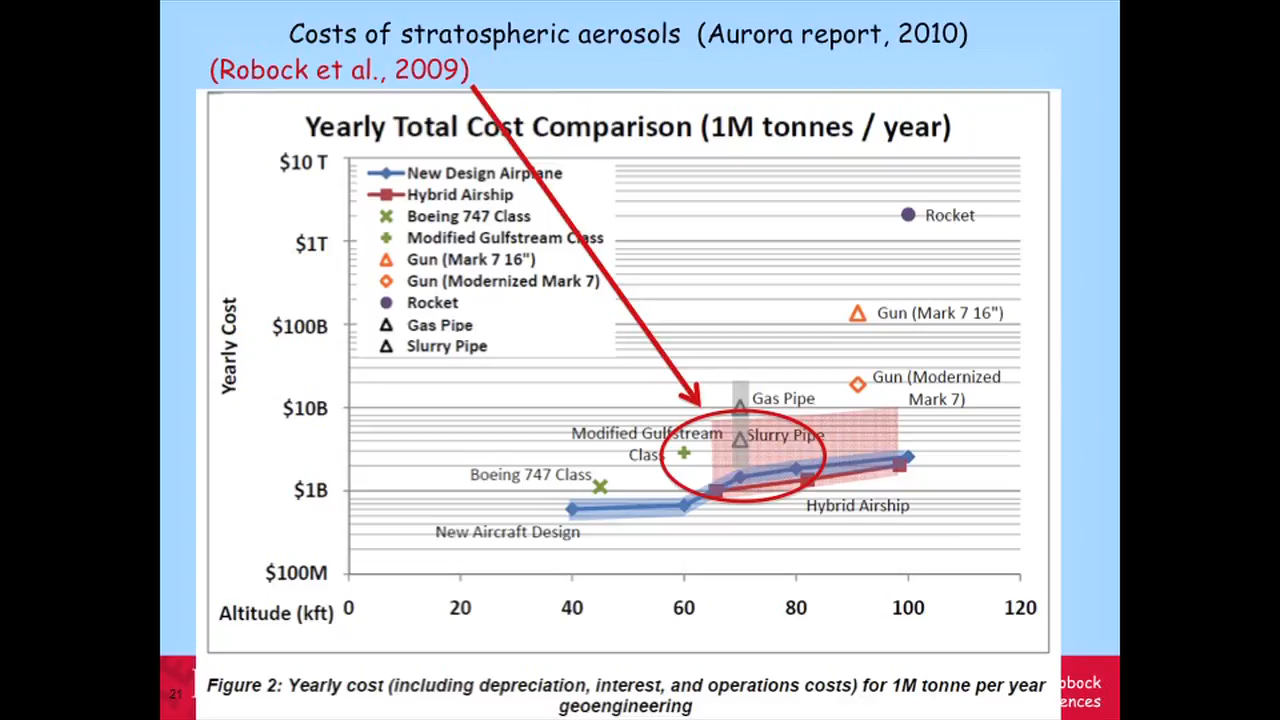 Costs of stratospheric aerosols (Aurora report, 2010)
(Robock et al., 2009)
Yearly Total Cost Comparison (1M tonnes / year)
$10 T
$1T
$100B
$10B
$1B
$100M
Yearly Cost
New Design Airplane
Hybrid Airship
Boeing 747 Class
Modified Gulfstream Class
Gun (Mark 7 16")
Gun (Modernized Mark 7)
Rocket
Gas Pipe
Slurry Pipe
Rocket
Gun (Mark 7 16")
Gun (Modernized
Mark 7)
Gas Pipe
Modified Gulfstream
Class
Slurry Pipe
Boeing 747 Class
Hybrid Airship
New Aircraft Design
Altitude (kft)
0 20 40 60 80 100 120
21
Figure 2: Yearly cost (including depreciation, interest, and operations costs) for 1M tonne per year
geoengineering
obock
ences